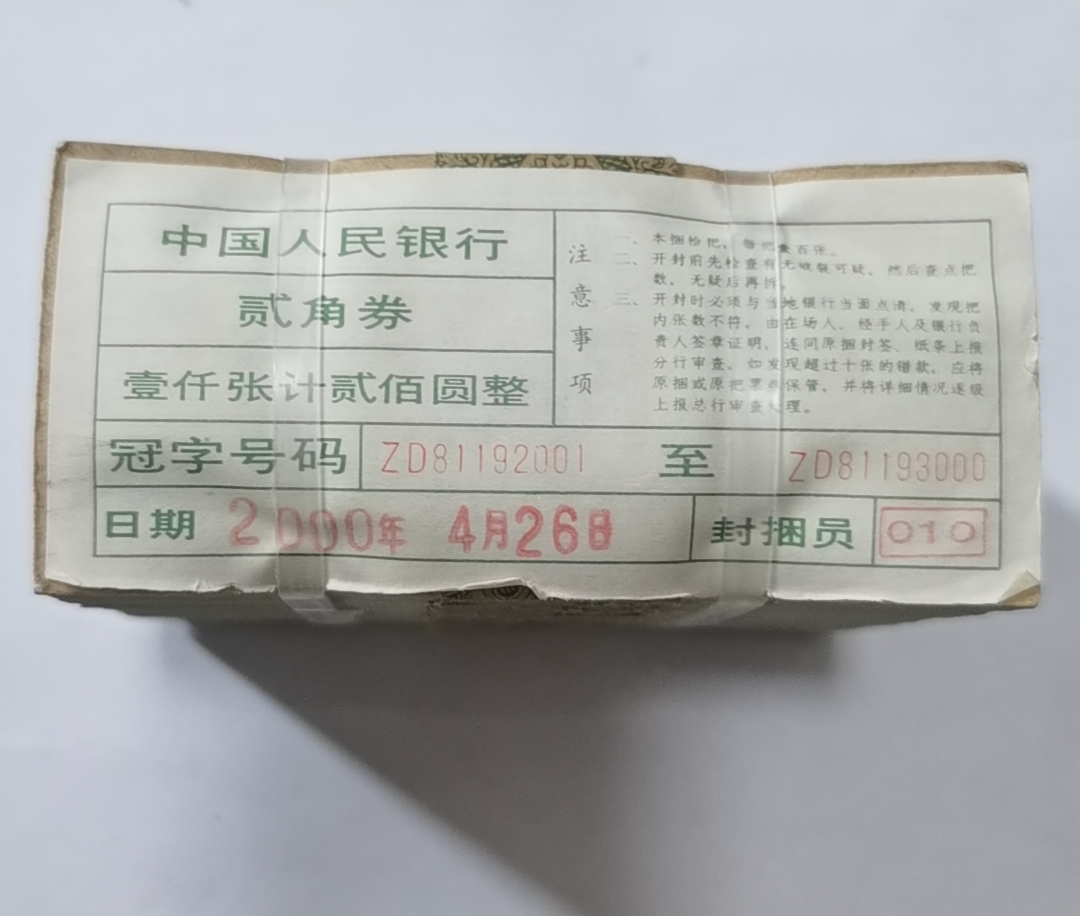 中国人民银行
贰角券
壹仟张计贰佰圆整
注意事项
一、本捆拾把，每把壹百张。
二、开封前先检查有无破裂可疑，然后查点把
数，无疑后再拆。
三、开封时必须与当地银行当面点清，发现把
内张数不符，由在场人、经手人及银行负
责人签章证明，连同原捆封签、纸条上报
分行审查。如发现超过十张的错款，应将
原捆或原把票券保管，并将详细情况逐级
上报总行审查处理。
冠字号码 ZD81192001 至 ZD81193000
日期 2000年 4月26日 封捆员 010